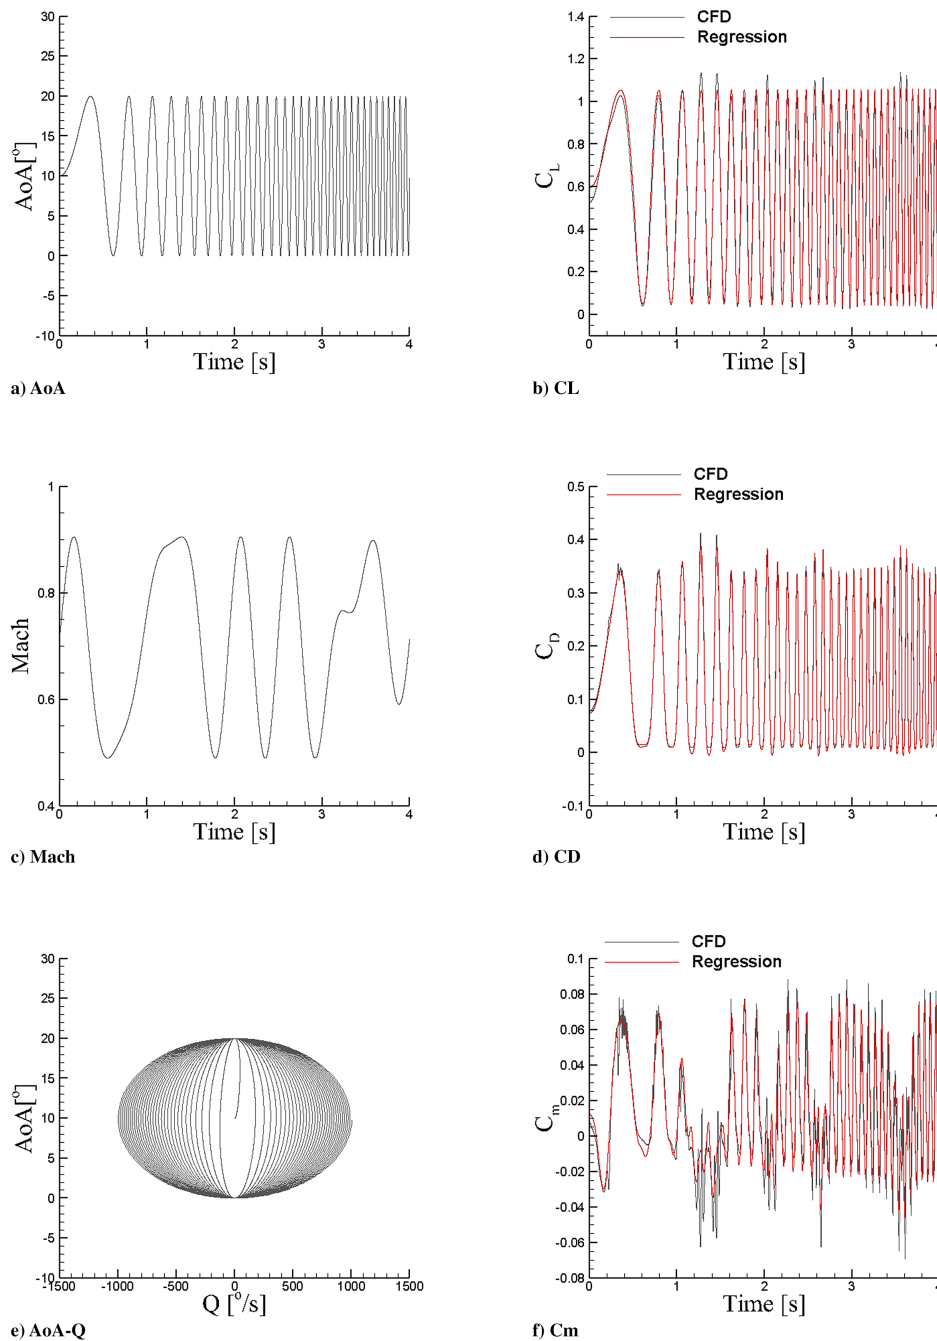 30
25
20
15
10
5
0
-5
-10
AoA[°]
0 1 2 3 4
Time [s]
a) AoA
CFD
Regression
1.4
1.2
1
0.8
0.6
0.4
0.2
0
C_L
0 1 2 3 4
Time [s]
b) CL
1
0.8
0.6
0.4
Mach
0 1 2 3 4
Time [s]
c) Mach
CFD
Regression
0.5
0.4
0.3
0.2
0.1
0
-0.1
C_D
0 1 2 3 4
Time [s]
d) CD
30
25
20
15
10
5
0
-5
-10
AoA[°]
-1500 -1000 -500 0 500 1000 1500
Q [°/s]
e) AoA-Q
CFD
Regression
0.1
0.08
0.06
0.04
0.02
0
-0.02
-0.04
-0.06
-0.08
C_m
0 1 2 3 4
Time [s]
f) Cm